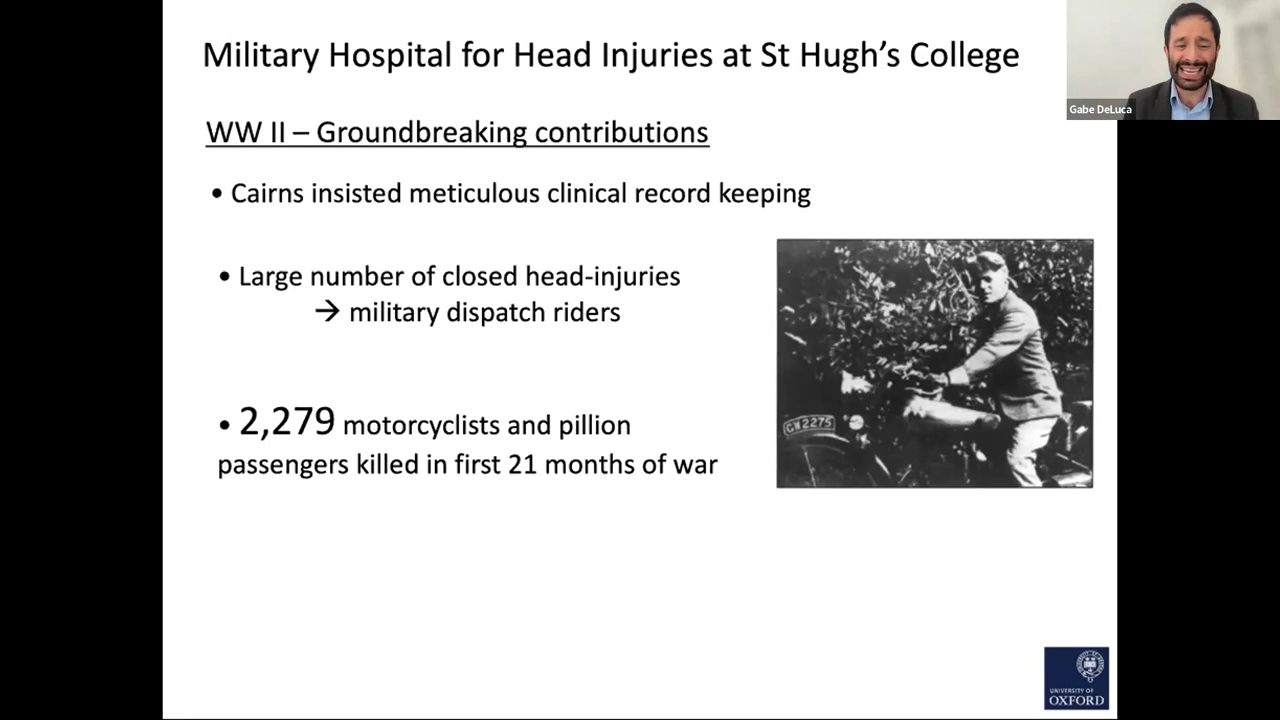 Military Hospital for Head Injuries at St Hugh's College
Gabe DeLuca
WW II – Groundbreaking contributions
• Cairns insisted meticulous clinical record keeping
• Large number of closed head-injuries
→ military dispatch riders
• 2,279 motorcyclists and pillion
passengers killed in first 21 months of war
GW2275
UNIVERSITY OF
OXFORD